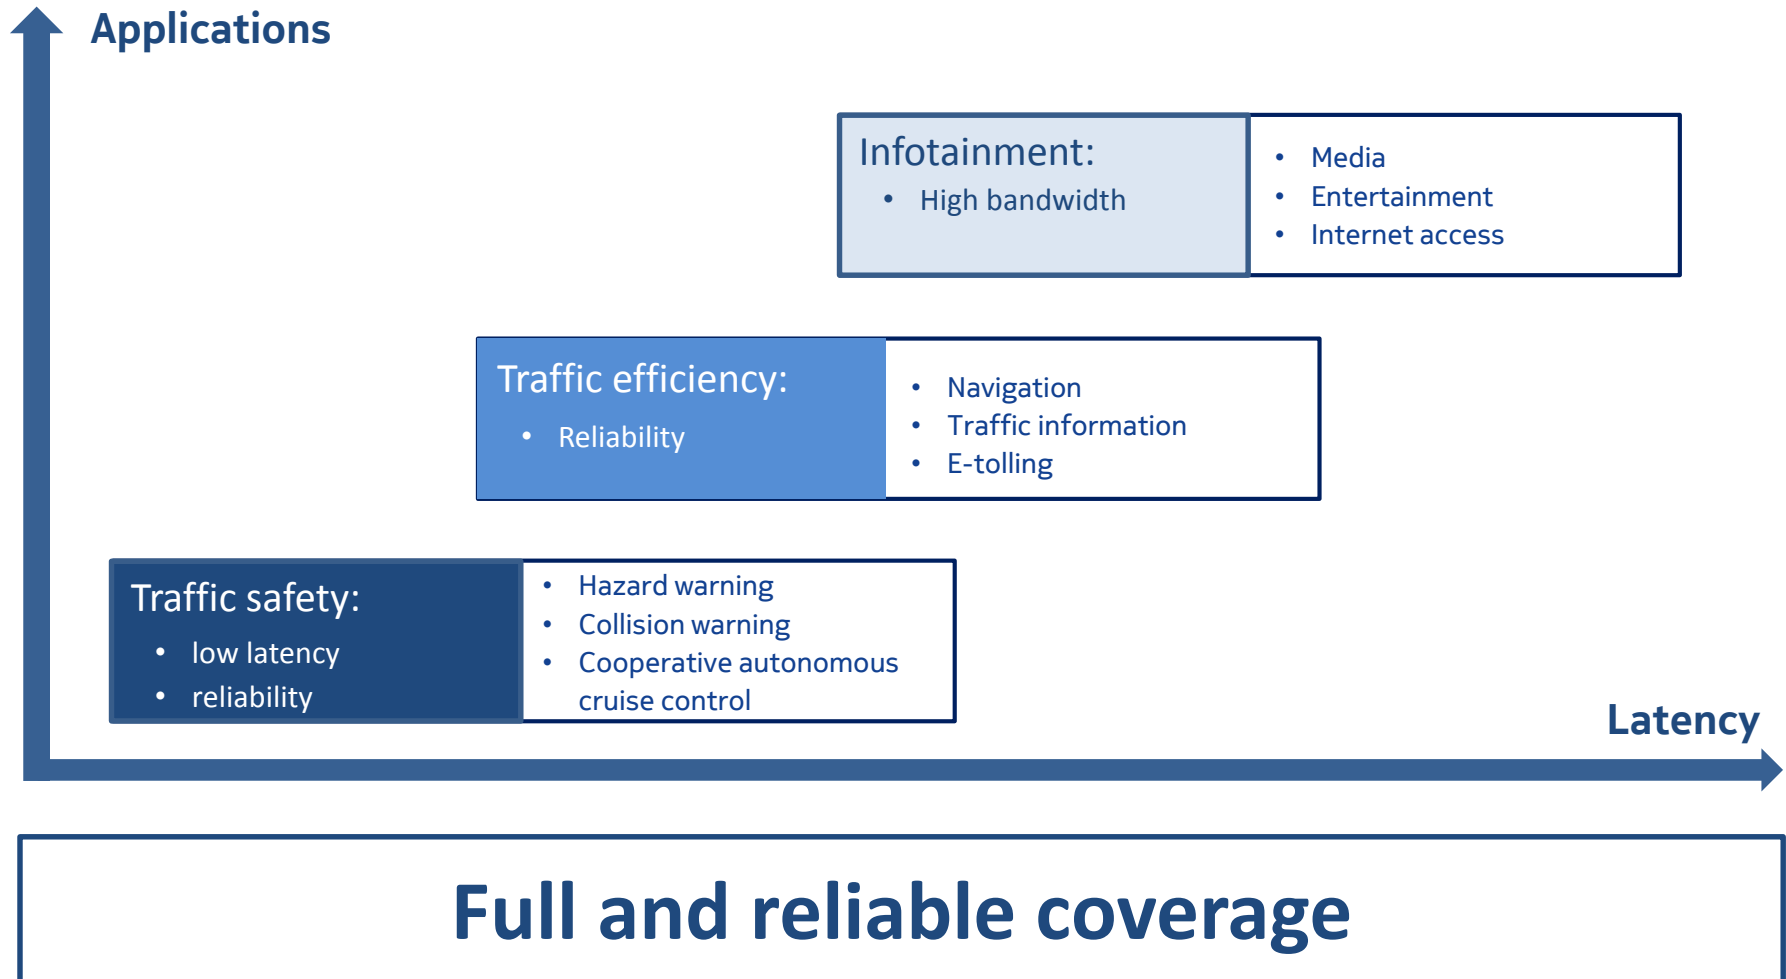 Applications
Infotainment:
• High bandwidth
• Media
• Entertainment
• Internet access
Traffic efficiency:
• Reliability
• Navigation
• Traffic information
• E-tolling
Traffic safety:
• low latency
• reliability
• Hazard warning
• Collision warning
• Cooperative autonomous
cruise control
Latency
Full and reliable coverage